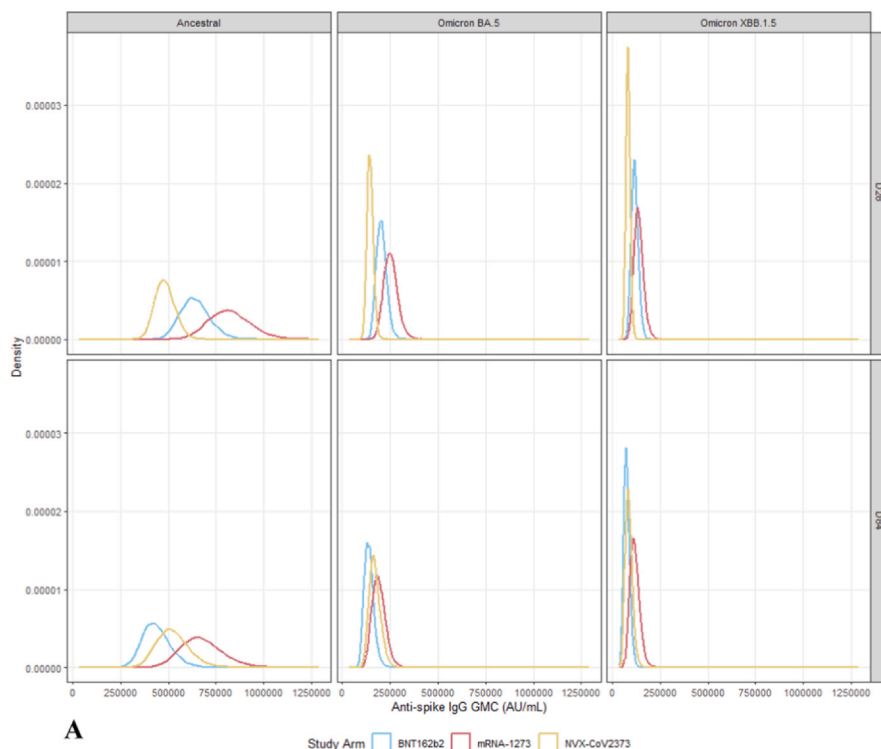 Ancestral Omicron BA.5 Omicron XBB.1.5
0.00003
0.00002
0.00001
0.00000
D28
Density
0.00003
0.00002
0.00001
0.00000
D84
0 250000 500000 750000 1000000 1250000 0 250000 500000 750000 1000000 1250000 0 250000 500000 750000 1000000 1250000
Anti-spike IgG GMC (AU/mL)
A
Study Arm BNT162b2 mRNA-1273 NVX-CoV2373